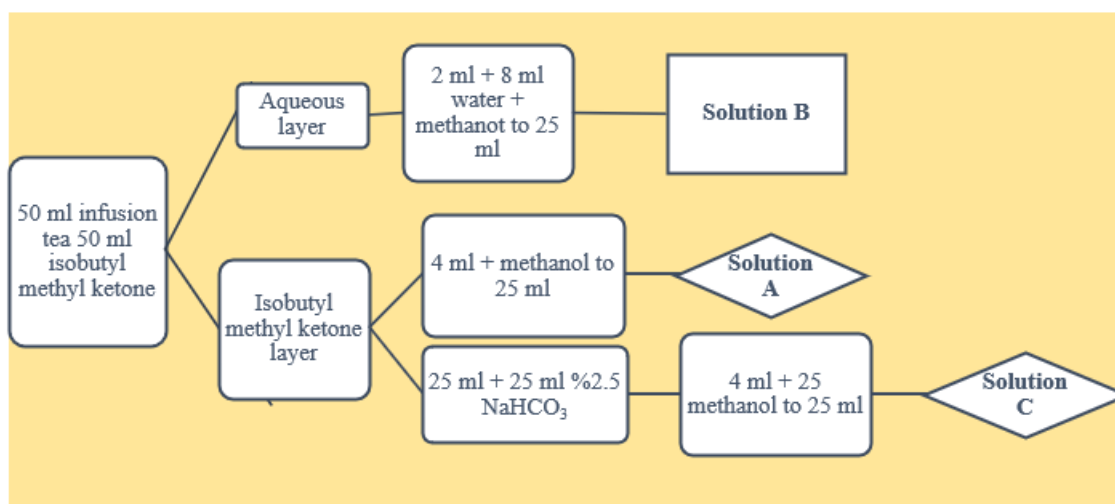 50 ml infusion
tea 50 ml
isobutyl
methyl ketone
Aqueous
layer
2 ml + 8 ml
water +
methanot to 25
ml
Solution B
Isobutyl
methyl ketone
layer
4 ml + methanol to
25 ml
Solution
A
25 ml + 25 ml %2.5
NaHCO₃
4 ml + 25
methanol to 25 ml
Solution
C